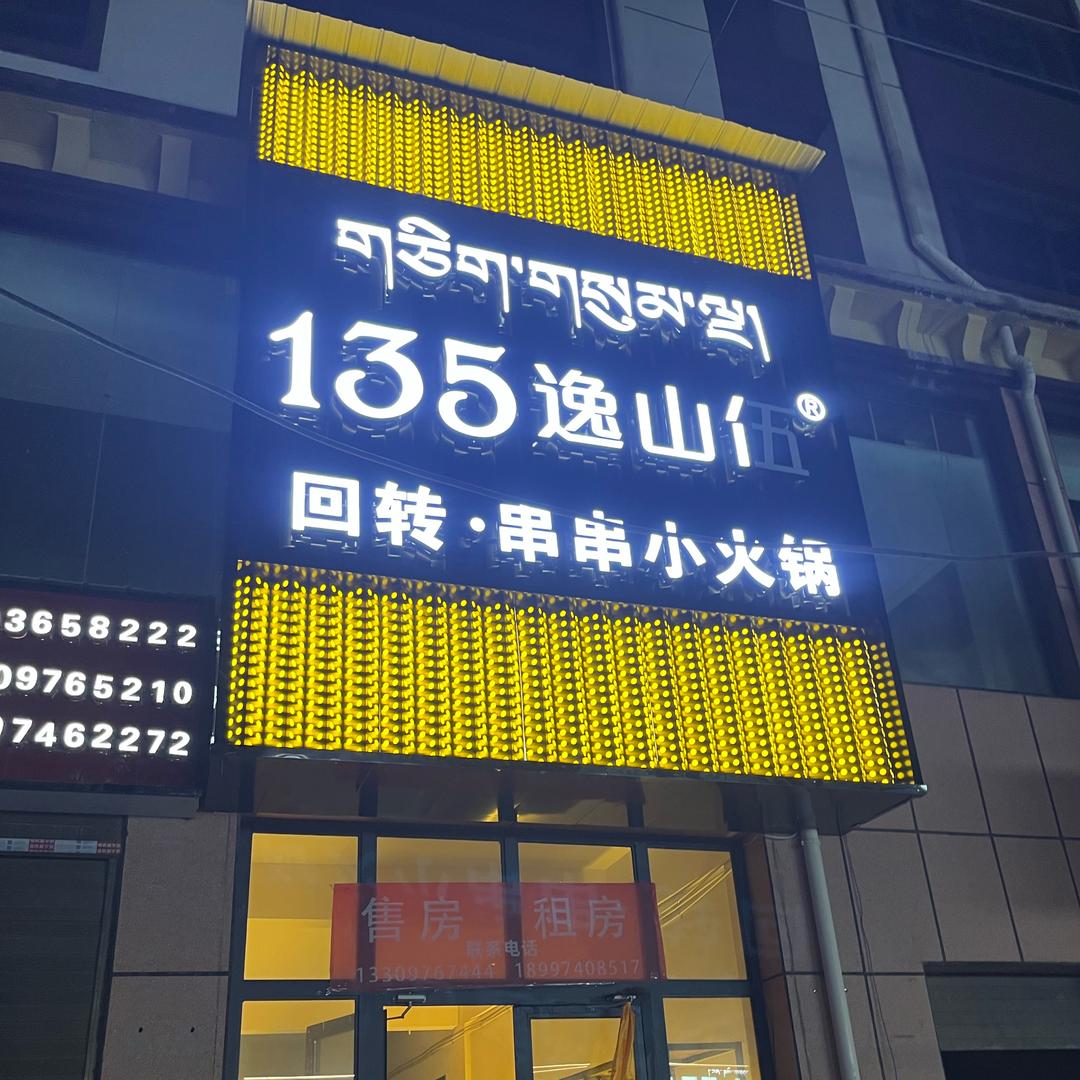 གཅིག་གསུམ་ལྔ།
135逸山伍®
回转·串串小火锅
3658222
09765210
97462272
售房 租房
联系电话
13309767444 18997408517